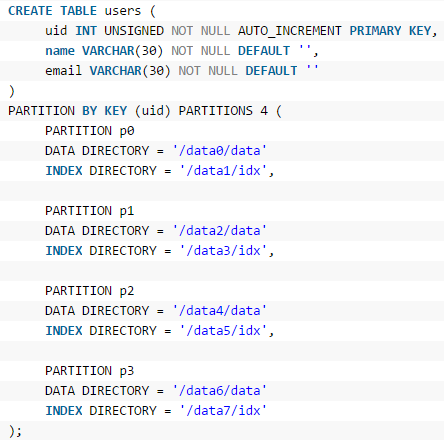 CREATE TABLE users (
uid INT UNSIGNED NOT NULL AUTO_INCREMENT PRIMARY KEY,
name VARCHAR(30) NOT NULL DEFAULT '',
email VARCHAR(30) NOT NULL DEFAULT ''
)
PARTITION BY KEY (uid) PARTITIONS 4 (
PARTITION p0
DATA DIRECTORY = '/data0/data'
INDEX DIRECTORY = '/data1/idx',
PARTITION p1
DATA DIRECTORY = '/data2/data'
INDEX DIRECTORY = '/data3/idx',
PARTITION p2
DATA DIRECTORY = '/data4/data'
INDEX DIRECTORY = '/data5/idx',
PARTITION p3
DATA DIRECTORY = '/data6/data'
INDEX DIRECTORY = '/data7/idx'
);